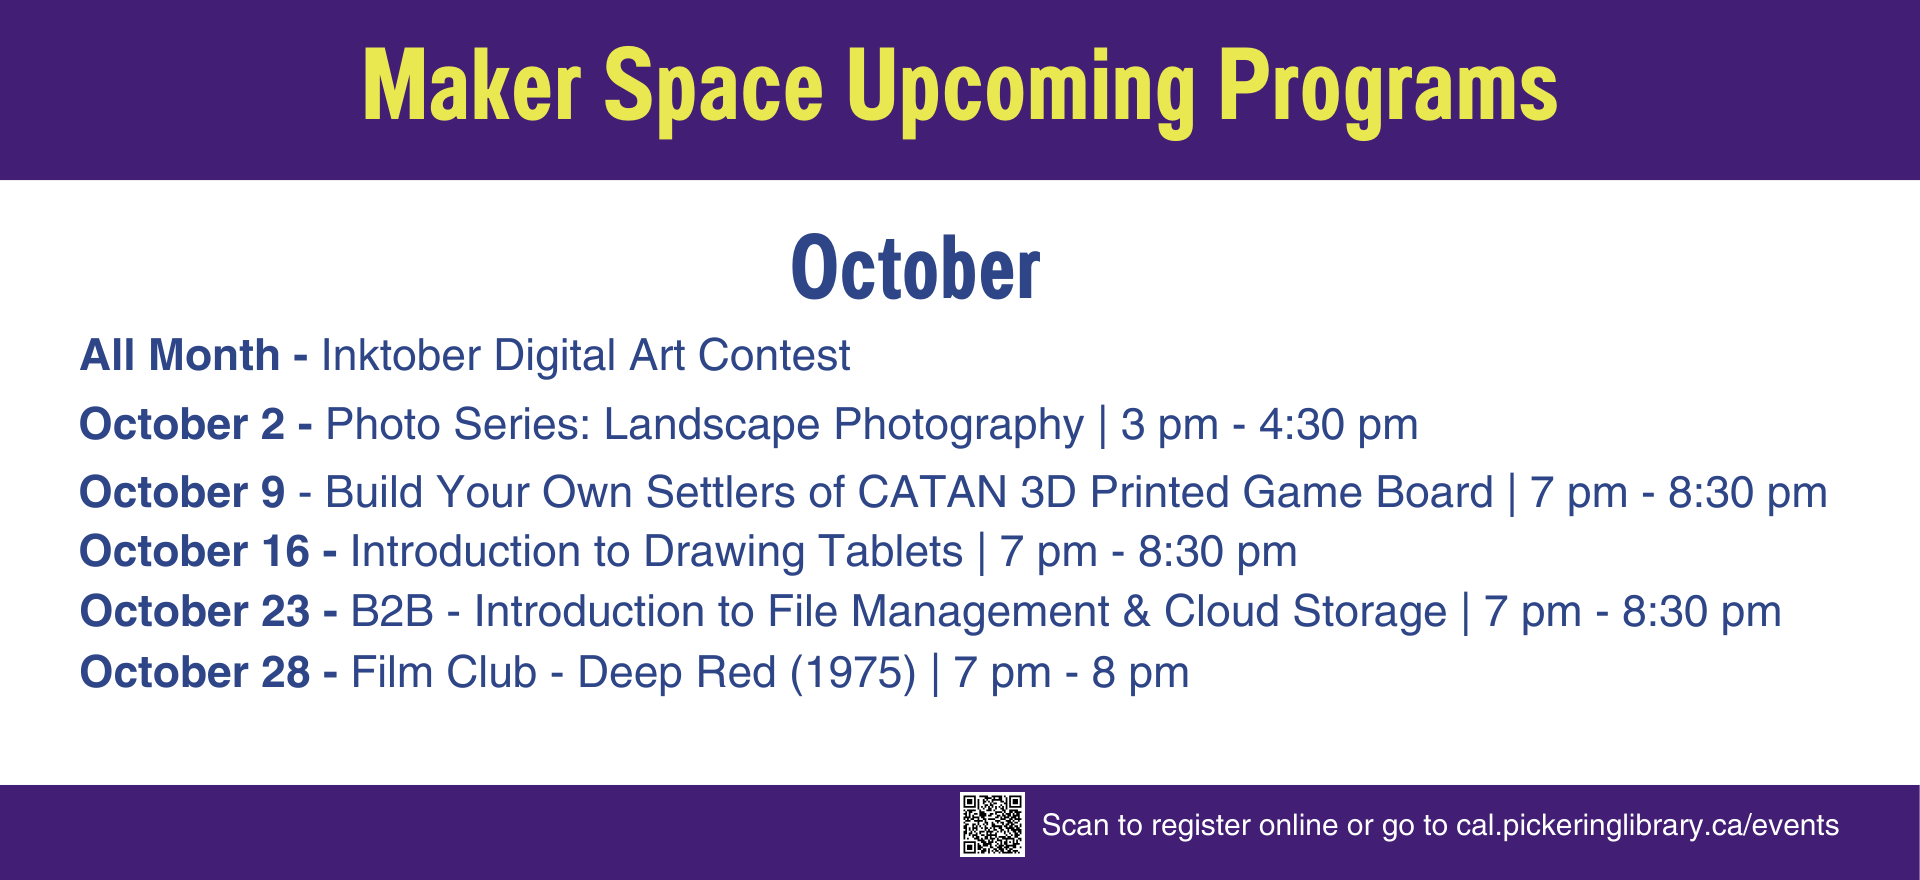 Maker Space Upcoming Programs
October
All Month - Inktober Digital Art Contest
October 2 - Photo Series: Landscape Photography | 3 pm - 4:30 pm
October 9 - Build Your Own Settlers of CATAN 3D Printed Game Board | 7 pm - 8:30 pm
October 16 - Introduction to Drawing Tablets | 7 pm - 8:30 pm
October 23 - B2B - Introduction to File Management & Cloud Storage | 7 pm - 8:30 pm
October 28 - Film Club - Deep Red (1975) | 7 pm - 8 pm
Scan to register online or go to cal.pickeringlibrary.ca/events